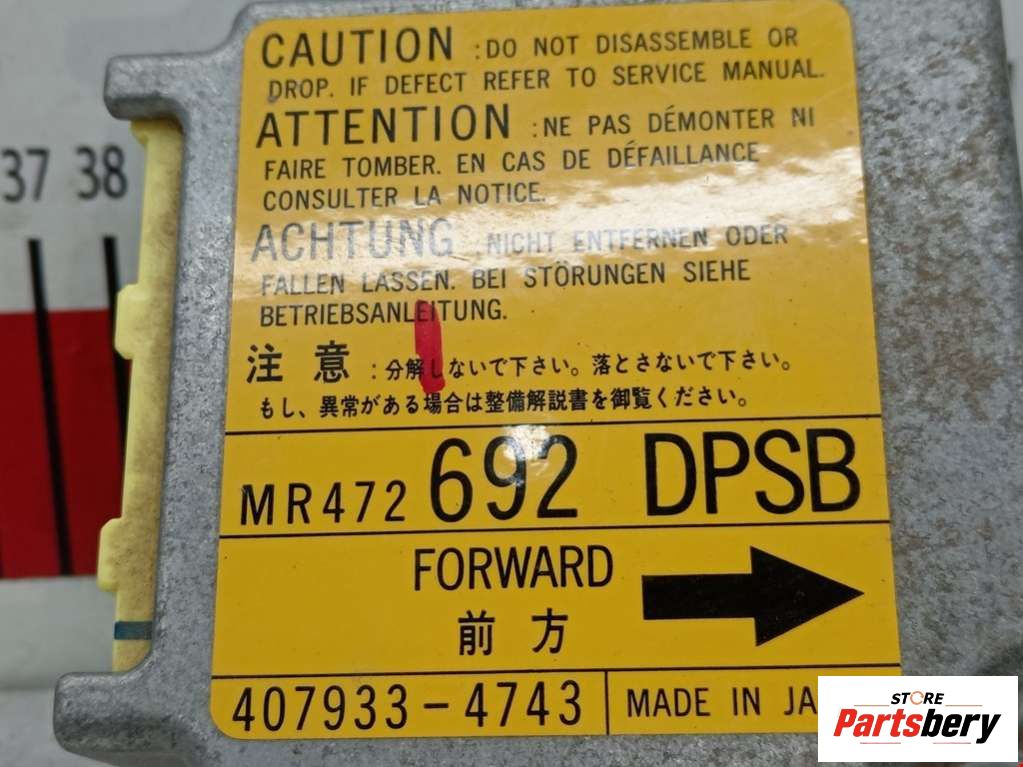 CAUTION :DO NOT DISASSEMBLE OR
DROP. IF DEFECT REFER TO SERVICE MANUAL.
ATTENTION :NE PAS DÉMONTER NI
FAIRE TOMBER. EN CAS DE DÉFAILLANCE
CONSULTER LA NOTICE.
ACHTUNG :NICHT ENTFERNEN ODER
FALLEN LASSEN. BEI STÖRUNGEN SIEHE
BETRIEBSANLEITUNG.
注 意 :分解しないで下さい。落とさないで下さい。
もし、異常がある場合は整備解説書を御覧ください。
MR472 692 DPSB
FORWARD
前 方
407933-4743 MADE IN JA
37 38
STORE
Partsbery